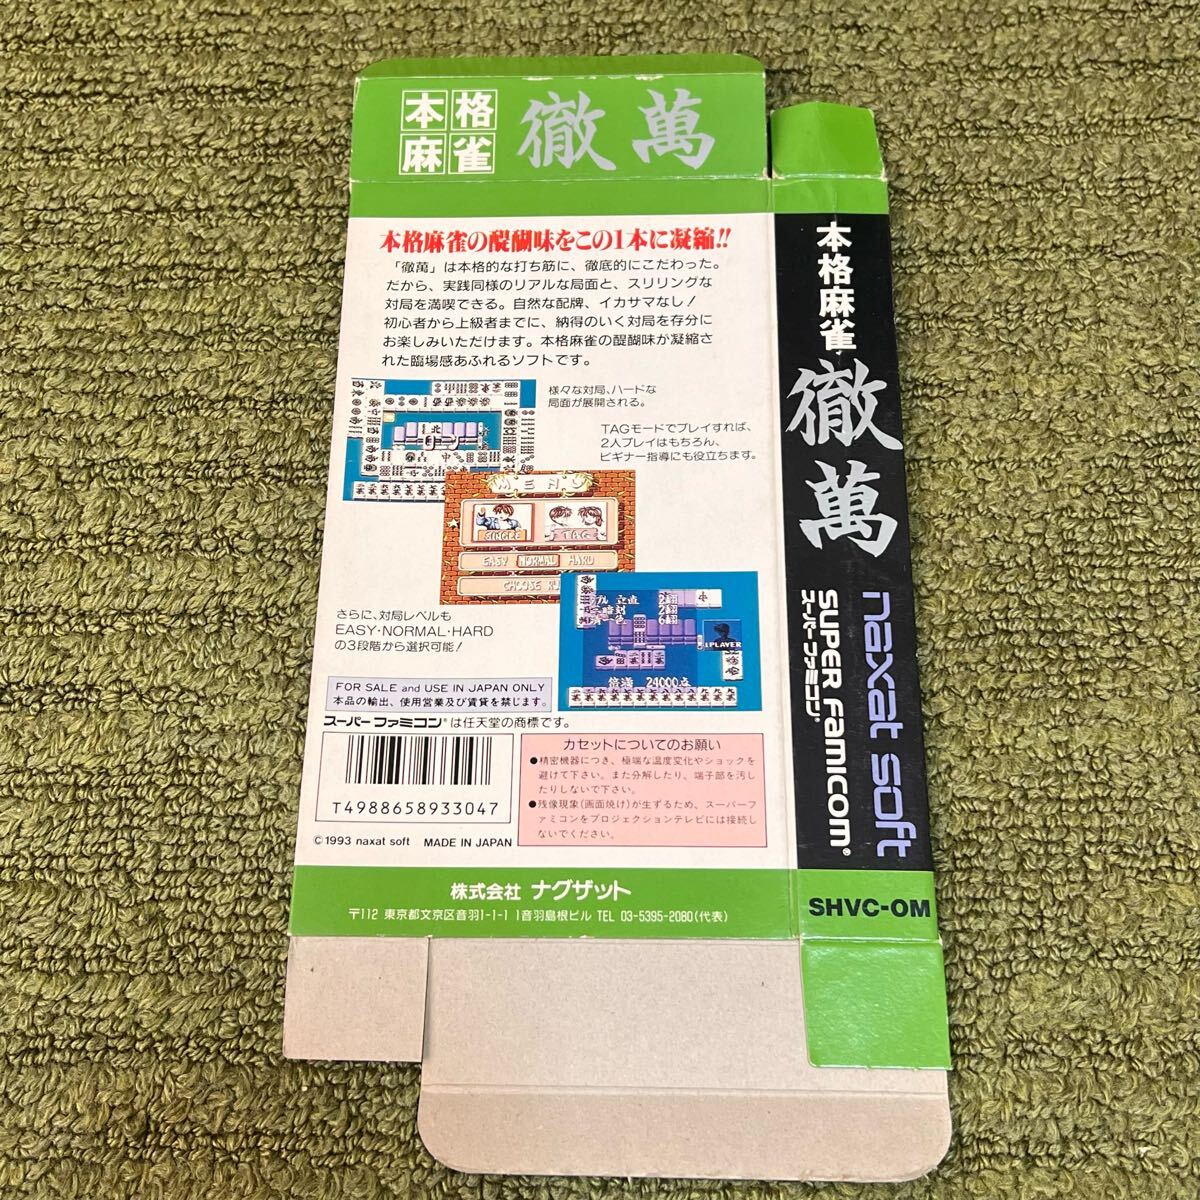 本格
麻雀
徹萬
本格麻雀の醍醐味をこの1本に凝縮!!
「徹萬」は本格的な打ち筋に、徹底的にこだわった。
だから、実践同様のリアルな局面と、スリリングな
対局を満喫できる。自然な配牌、イカサマなし!
初心者から上級者までに、納得のいく対局を存分に
お楽しみいただけます。本格麻雀の醍醐味が凝縮さ
れた臨場感あふれるソフトです。
様々な対局、ハードな
局面が展開される。
TAGモードでプレイすれば、
2人プレイはもちろん、
ビギナー指導にも役立ちます。
MENU
SINGLE
TAG
EASY NORMAL HARD
CHOOSE RU
さらに、対局レベルも
EASY・NORMAL・HARD
の3段階から選択可能!
立直 2翻
暗刻 2翻
色 6翻
1PLAYER
倍満 24000点
FOR SALE and USE IN JAPAN ONLY
本品の輸出、使用営業及び賃貸を禁じます。
スーパーファミコン®は任天堂の商標です。
T4988658933047
©1993 naxat soft MADE IN JAPAN
カセットについてのお願い
●精密機器につき、極端な温度変化やショックを
避けて下さい。また分解したり、端子部を汚し
たりしないで下さい。
●残像現象(画面焼け)が生ずるため、スーパーフ
ァミコンをプロジェクションテレビには接続し
ないでください。
株式会社 ナグザット
〒112 東京都文京区音羽1-1-1 1音羽島根ビル TEL 03-5395-2080(代表)
本格麻雀
徹萬
naxat soft
SUPER FAMICOM®
スーパーファミコン®
SHVC-OM